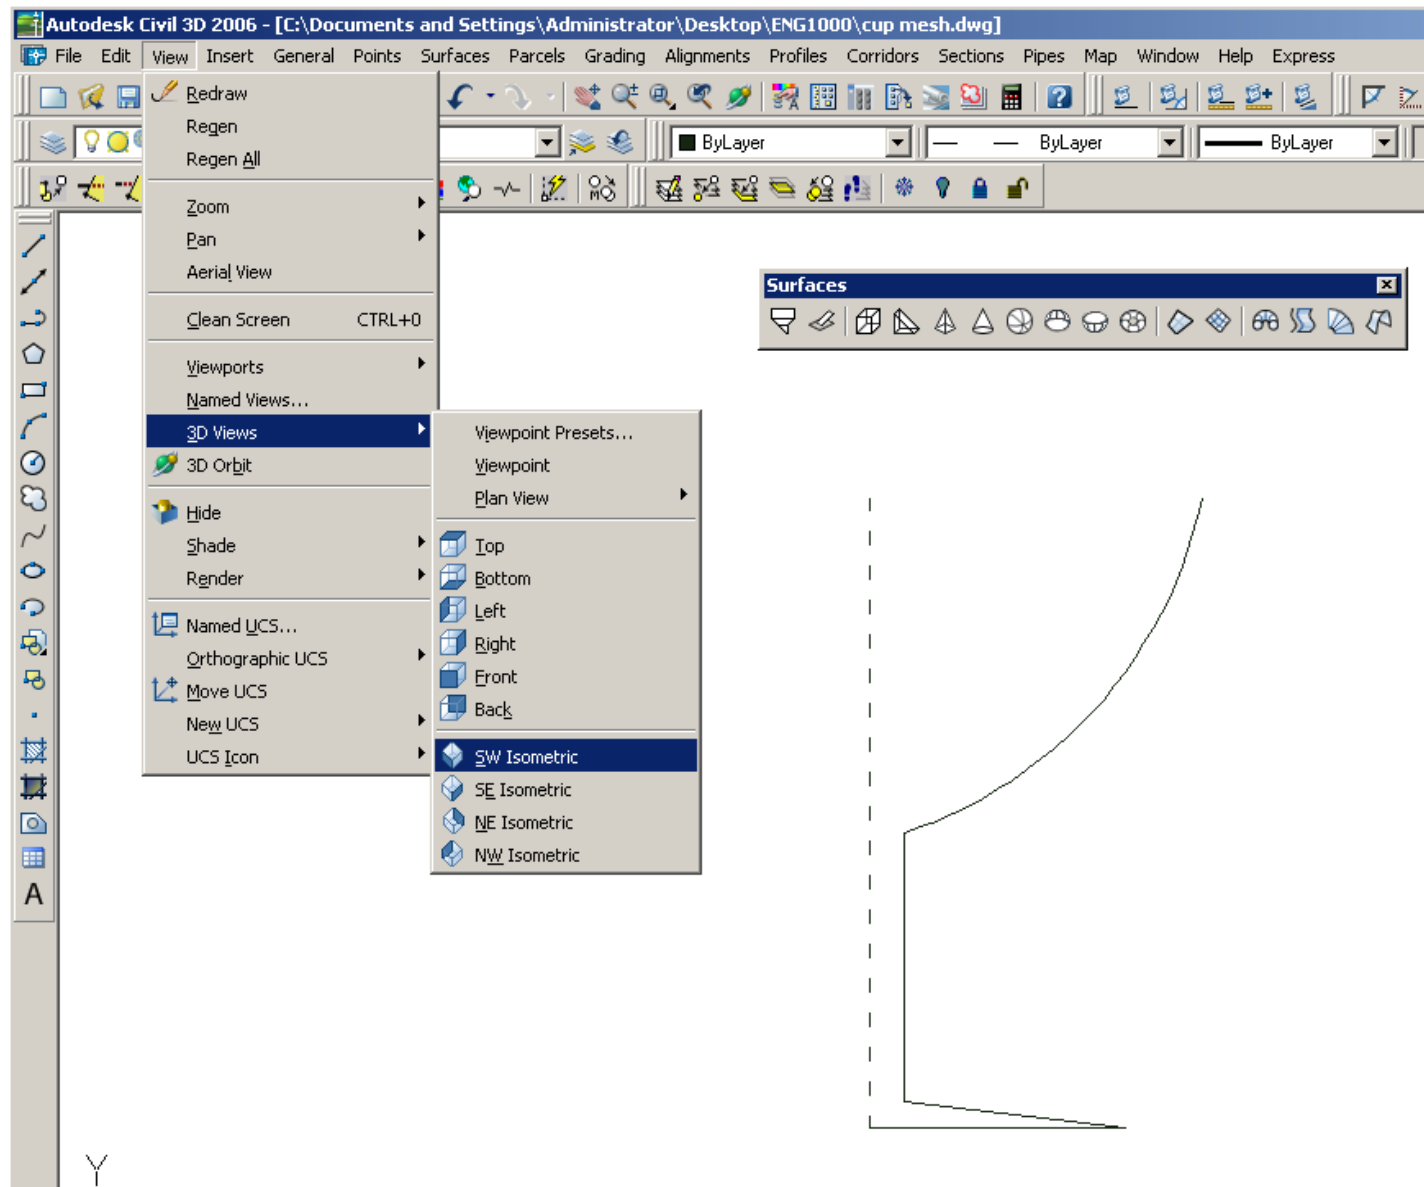 Autodesk Civil 3D 2006 - [C:\Documents and Settings\Administrator\Desktop\ENG1000\cup mesh.dwg]
File Edit View Insert General Points Surfaces Parcels Grading Alignments Profiles Corridors Sections Pipes Map Window Help Express
Redraw
Regen
Regen All
ByLayer ByLayer ByLayer
Zoom
Pan
Aerial View
Clean Screen CTRL+0
Viewports
Named Views...
3D Views
3D Orbit
Hide
Shade
Render
Named UCS...
Orthographic UCS
Move UCS
New UCS
UCS Icon
Viewpoint Presets...
Viewpoint
Plan View
Top
Bottom
Left
Right
Front
Back
SW Isometric
SE Isometric
NE Isometric
NW Isometric
Surfaces
A
Y